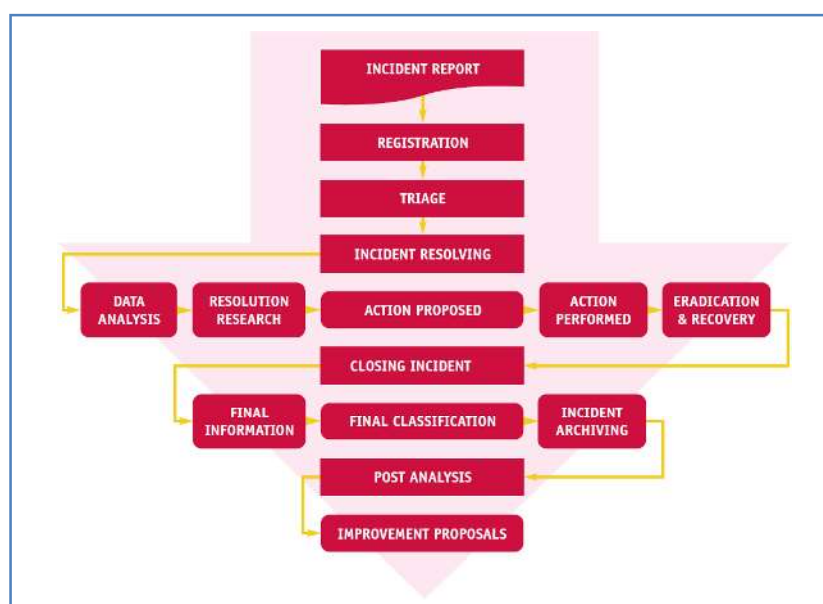 INCIDENT REPORT
REGISTRATION
TRIAGE
INCIDENT RESOLVING
DATA
ANALYSIS
RESOLUTION
RESEARCH
ACTION PROPOSED
ACTION
PERFORMED
ERADICATION
& RECOVERY
CLOSING INCIDENT
FINAL
INFORMATION
FINAL CLASSIFICATION
INCIDENT
ARCHIVING
POST ANALYSIS
IMPROVEMENT PROPOSALS